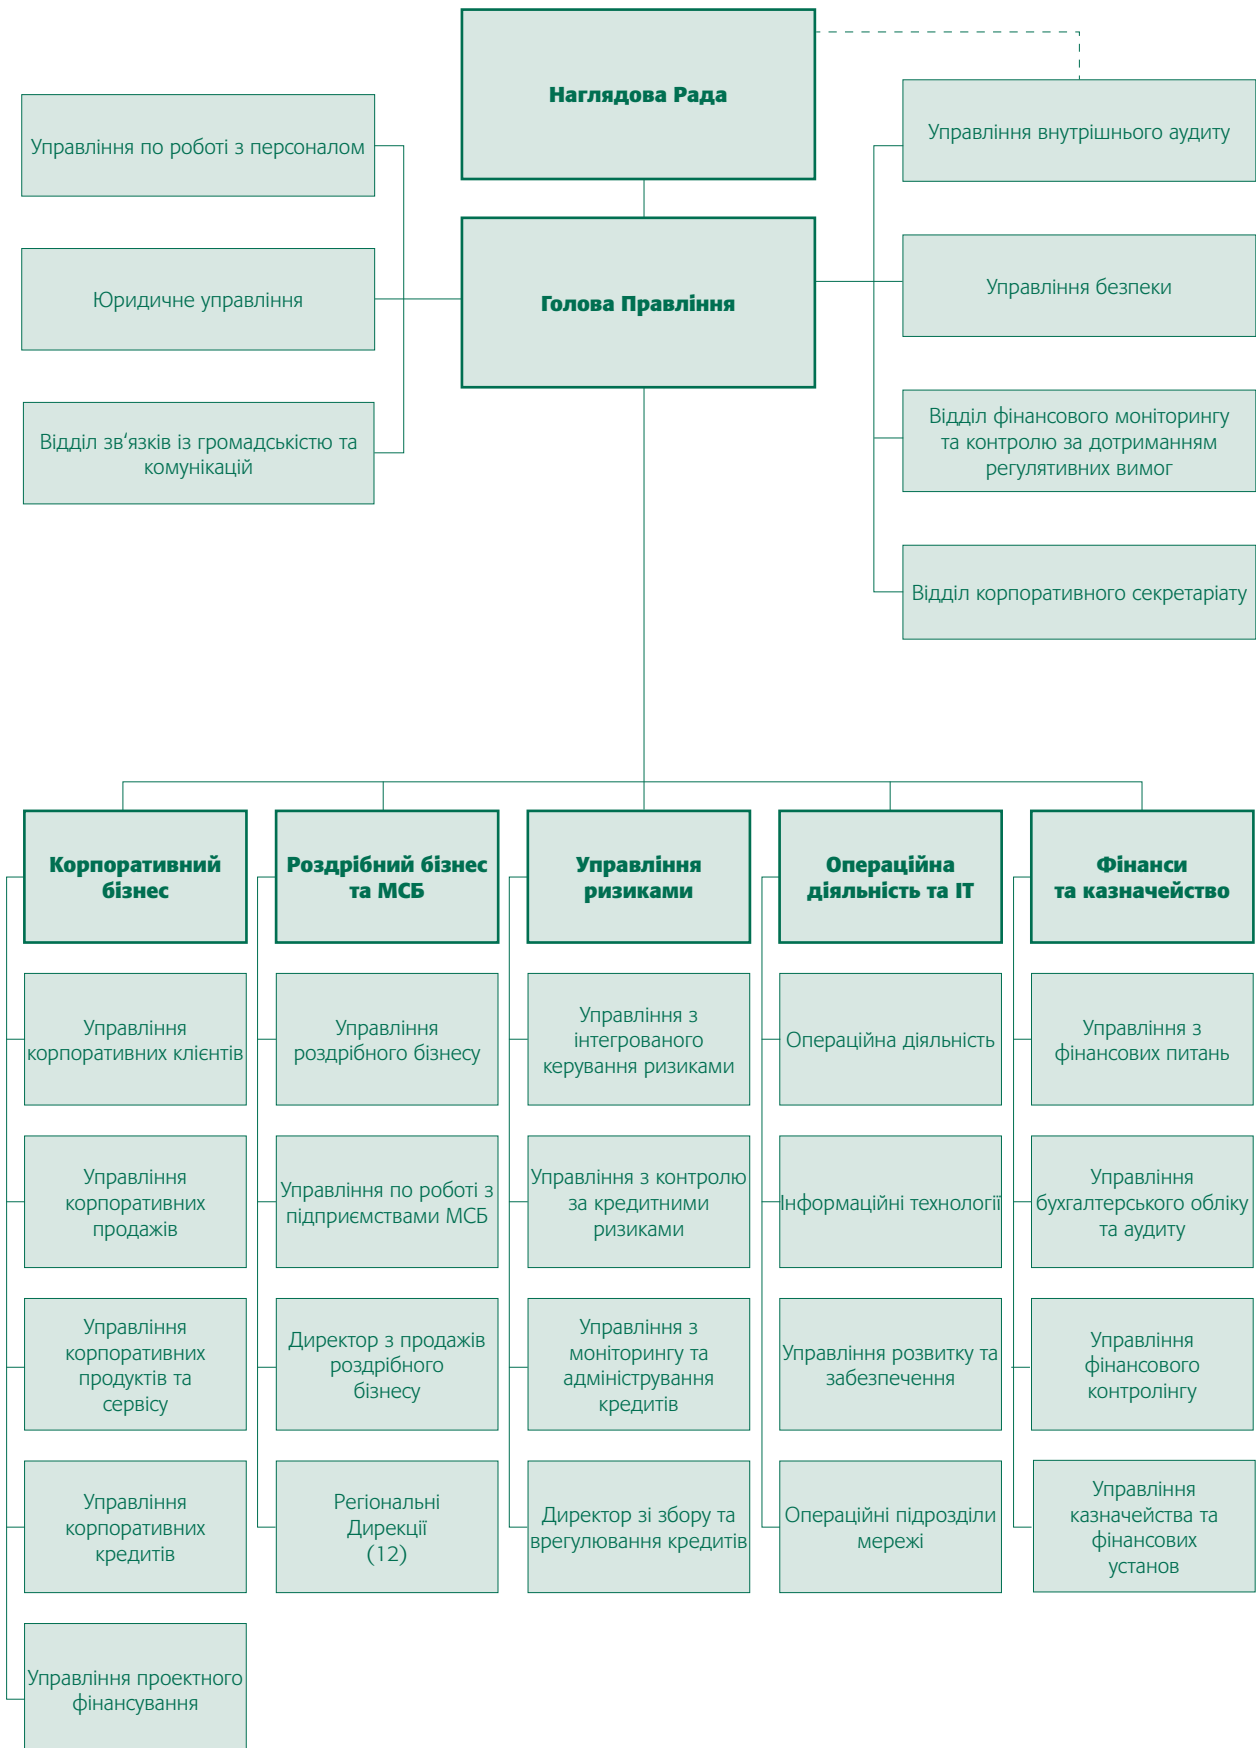 Наглядова Рада
Управління по роботі з персоналом
Управління внутрішнього аудиту
Юридичне управління
Голова Правління
Управління безпеки
Відділ зв‘язків із громадськістю та
комунікацій
Відділ фінансового моніторингу
та контролю за дотриманням
регулятивних вимог
Відділ корпоративного секретаріату
Корпоративний
бізнес
Роздрібний бізнес
та МСБ
Управління
ризиками
Операційна
діяльність та ІТ
Фінанси
та казначейство
Управління
корпоративних клієнтів
Управління
роздрібного бізнесу
Управління з
інтегрованого
керування ризиками
Операційна діяльність
Управління з
фінансових питань
Управління
корпоративних
продажів
Управління по роботі з
підприємствами МСБ
Управління з контролю
за кредитними
ризиками
Інформаційні технології
Управління
бухгалтерського обліку
та аудиту
Управління
корпоративних
продуктів та
сервісу
Директор з продажів
роздрібного
бізнесу
Управління з
моніторингу та
адміністрування
кредитів
Управління розвитку та
забезпечення
Управління
фінансового
контролінгу
Управління
корпоративних
кредитів
Регіональні
Дирекції
(12)
Директор зі збору та
врегулювання кредитів
Операційні підрозділи
мережі
Управління
казначейства та
фінансових
установ
Управління проектного
фінансування